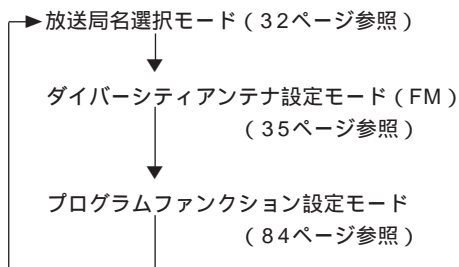 放送局名選択モード（32ページ参照）
ダイバーシティアンテナ設定モード（FM）
（35ページ参照）
プログラムファンクション設定モード
（84ページ参照）